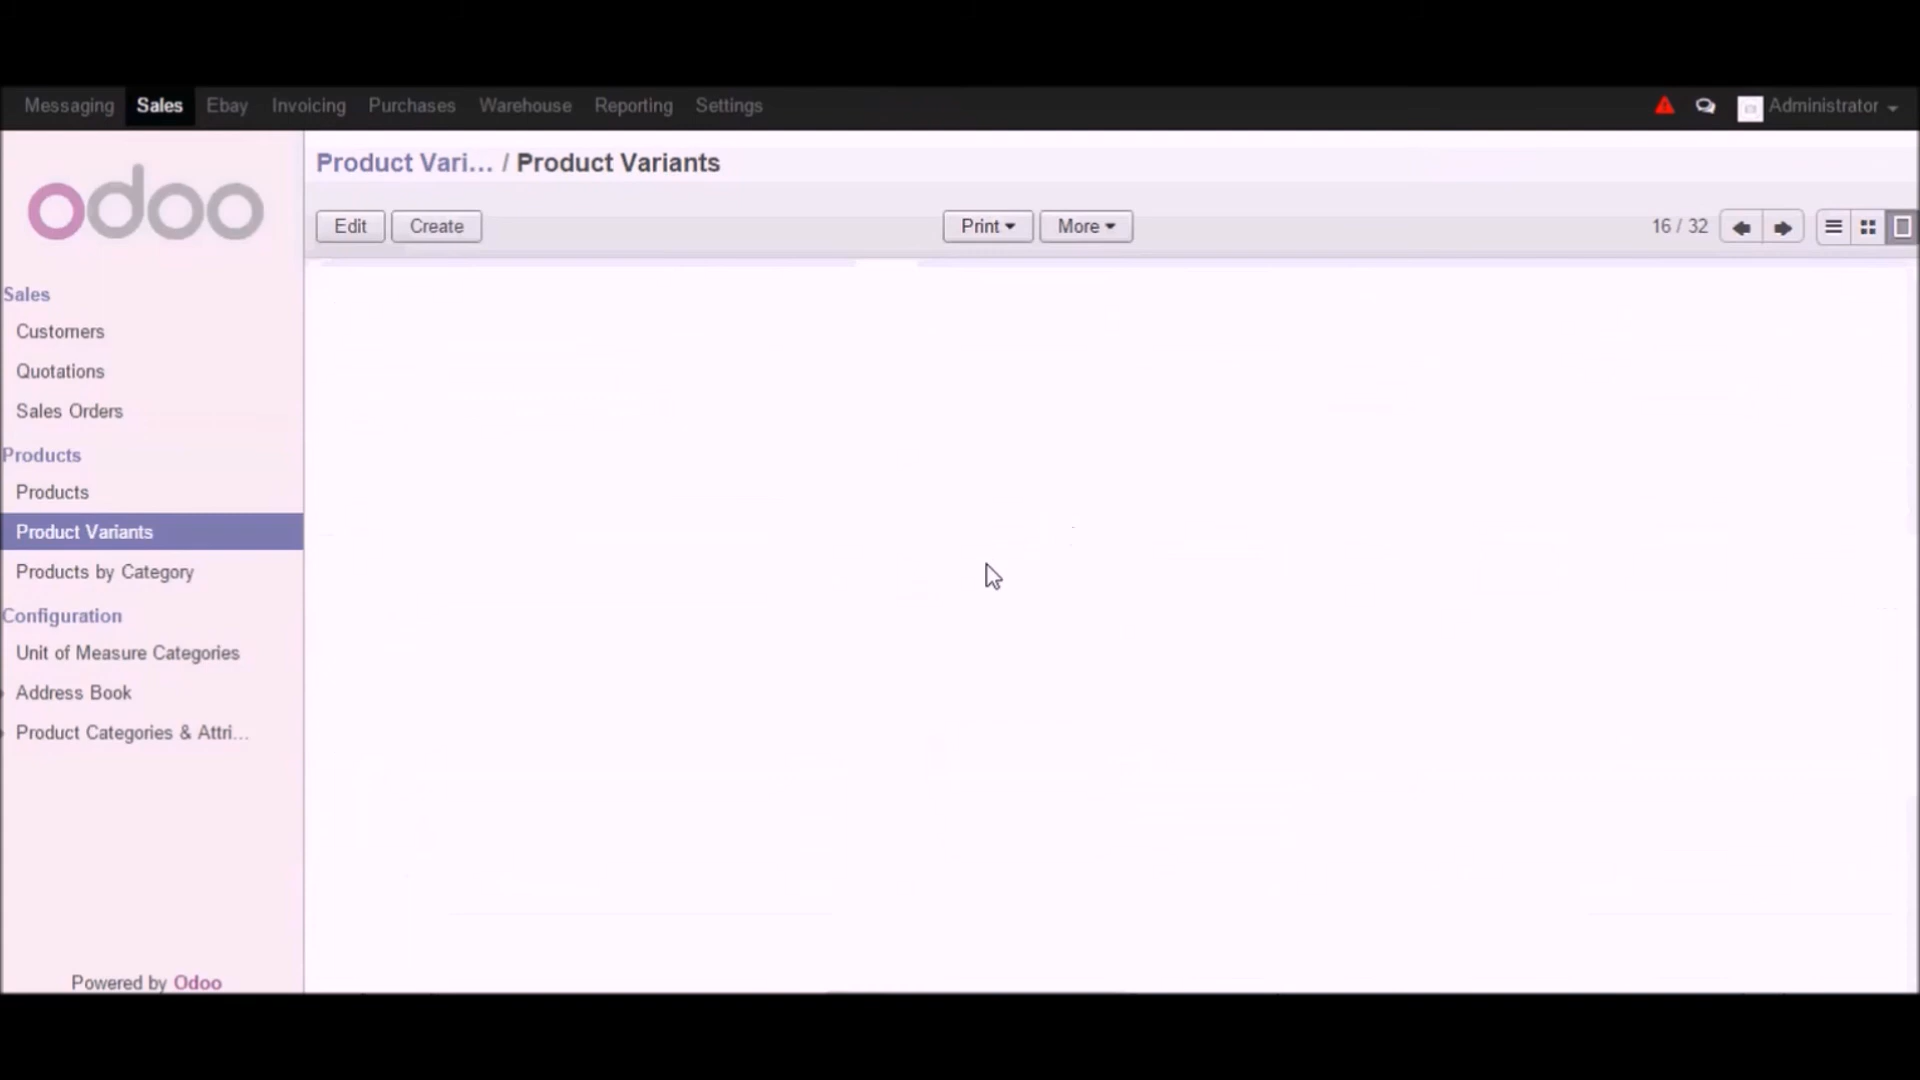 Messaging Sales Ebay Invoicing Purchases Warehouse Reporting Settings Administrator
odoo
Product Vari... / Product Variants
Edit Create Print More 16 / 32
Sales
Customers
Quotations
Sales Orders
Products
Products
Product Variants
Products by Category
Configuration
Unit of Measure Categories
Address Book
Product Categories & Attri...
Powered by Odoo